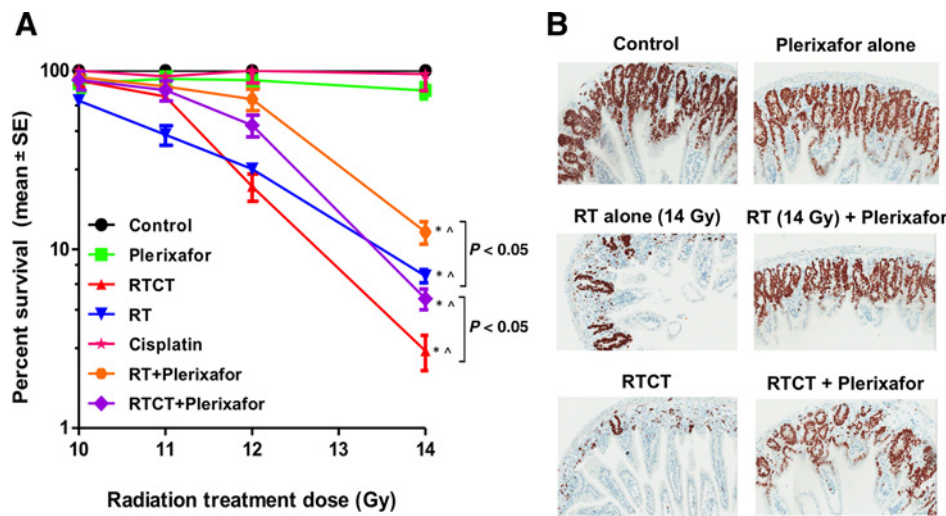 A
Percent survival (mean ± SE)
100
10
1
Control
Plerixafor
RTCT
RT
Cisplatin
RT+Plerixafor
RTCT+Plerixafor
* ^
* ^
* ^
* ^
P < 0.05
P < 0.05
10 11 12 13 14
Radiation treatment dose (Gy)
B
Control Plerixafor alone
RT alone (14 Gy) RT (14 Gy) + Plerixafor
RTCT RTCT + Plerixafor